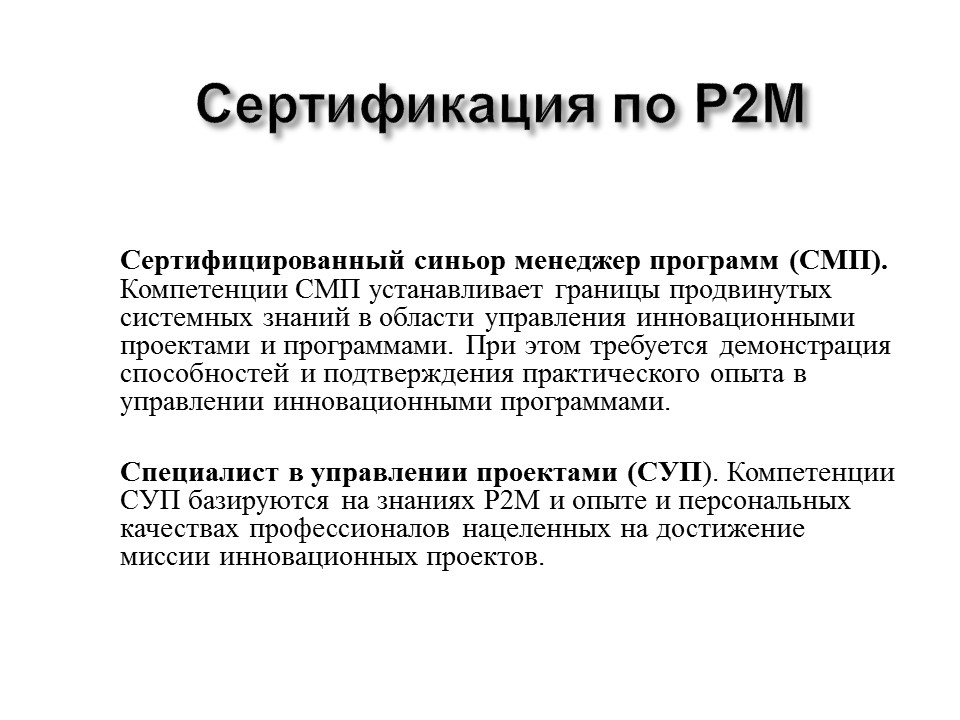 Сертификация по Р2М
Сертифицированный синьор менеджер программ (СМП).
Компетенции СМП устанавливает границы продвинутых
системных знаний в области управления инновационными
проектами и программами. При этом требуется демонстрация
способностей и подтверждения практического опыта в
управлении инновационными программами.
Специалист в управлении проектами (СУП). Компетенции
СУП базируются на знаниях Р2М и опыте и персональных
качествах профессионалов нацеленных на достижение
миссии инновационных проектов.